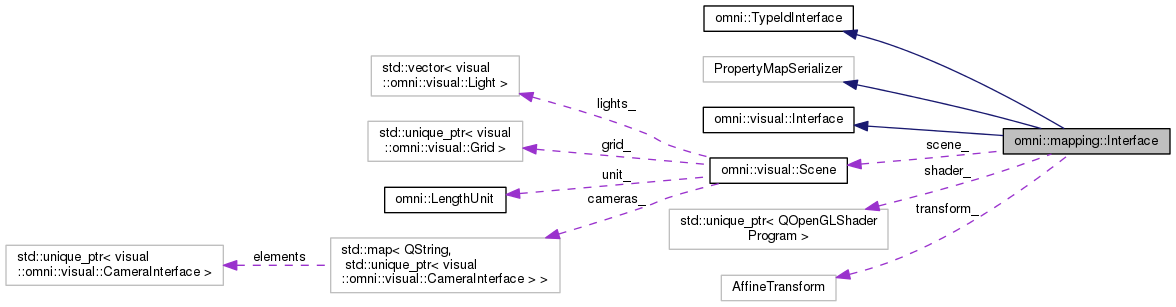 omni::TypeIdInterface
std::vector< visual
::omni::visual::Light >
PropertyMapSerializer
lights_
omni::visual::Interface
std::unique_ptr< visual
::omni::visual::Grid >
grid_
scene_
omni::mapping::Interface
unit_
omni::visual::Scene
shader_
omni::LengthUnit
cameras_
transform_
std::unique_ptr< QOpenGLShader
Program >
std::map< QString,
std::unique_ptr< visual
::omni::visual::CameraInterface > >
elements
std::unique_ptr< visual
::omni::visual::CameraInterface >
AffineTransform